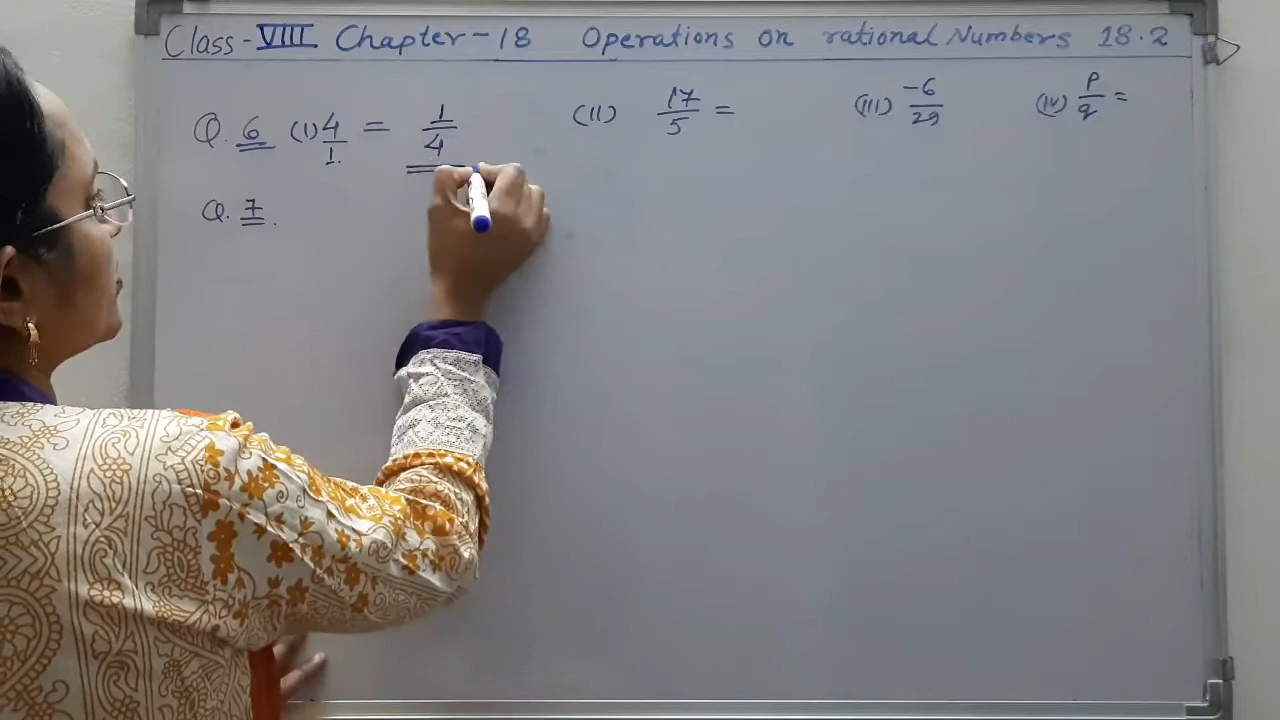 Class - VIII Chapter - 18 Operations on rational Numbers 18.2
Q. 6 (i) 4/1. = 1/4 (ii) 17/5 = (iii) -6/29 (iv) p/q =
Q. 7.